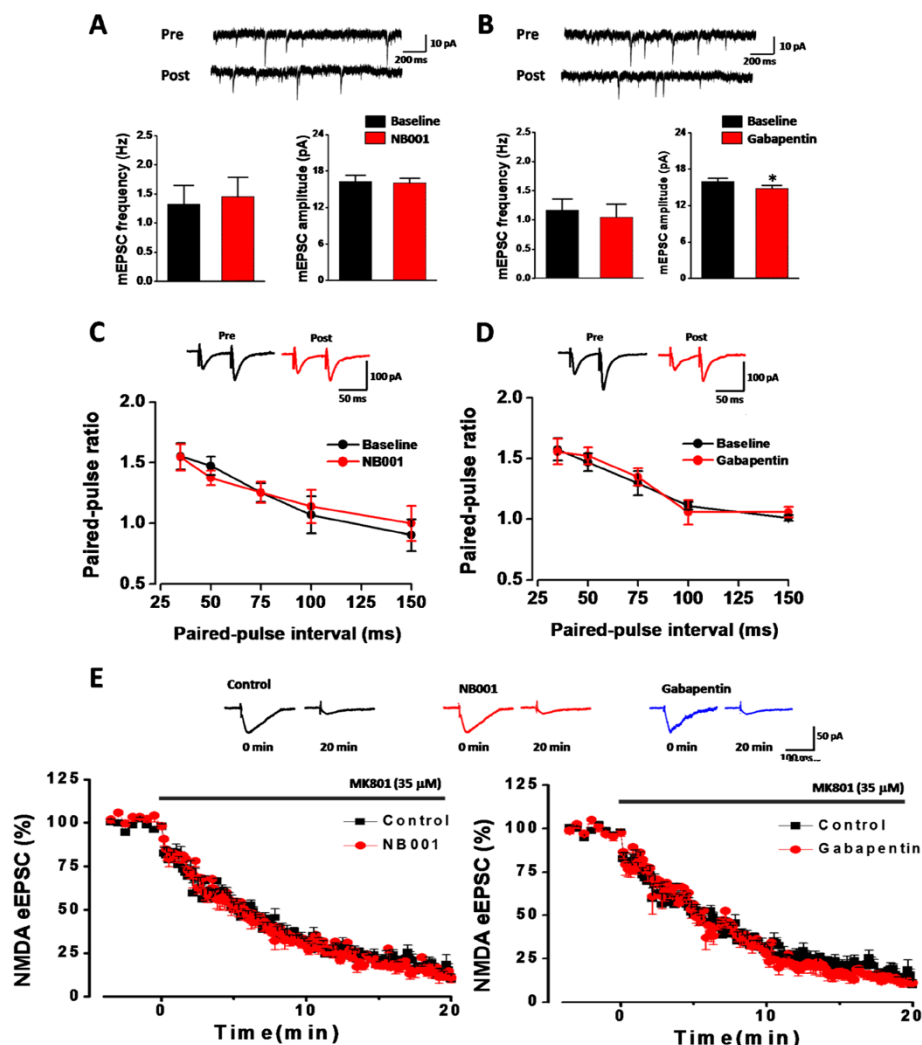 A
Pre
Post
10 pA
200 ms
Baseline
NB001
mEPSC frequency (Hz)
2.5
2.0
1.5
1.0
0.5
0.0
mEPSC amplitude (pA)
24
18
12
6
0
B
Pre
Post
10 pA
200 ms
Baseline
Gabapentin
mEPSC frequency (Hz)
2.5
2.0
1.5
1.0
0.5
0.0
mEPSC amplitude (pA)
24
18
12
6
0
*
C
Pre
Post
100 pA
50 ms
Paired-pulse ratio
2.0
1.5
1.0
0.5
Baseline
NB001
25 50 75 100 125 150
Paired-pulse interval (ms)
D
Pre
Post
100 pA
50 ms
Paired-pulse ratio
2.0
1.5
1.0
0.5
Baseline
Gabapentin
25 50 75 100 125 150
Paired-pulse interval (ms)
E
Control
0 min 20 min
NB001
0 min 20 min
Gabapentin
0 min 20 min
50 pA
100 ms
NMDA eEPSC (%)
125
100
75
50
25
0
MK801 (35 μM)
Control
NB001
0 10 20
Time(min)
NMDA eEPSC (%)
125
100
75
50
25
0
MK801 (35 μM)
Control
Gabapentin
0 10 20
Time(min)